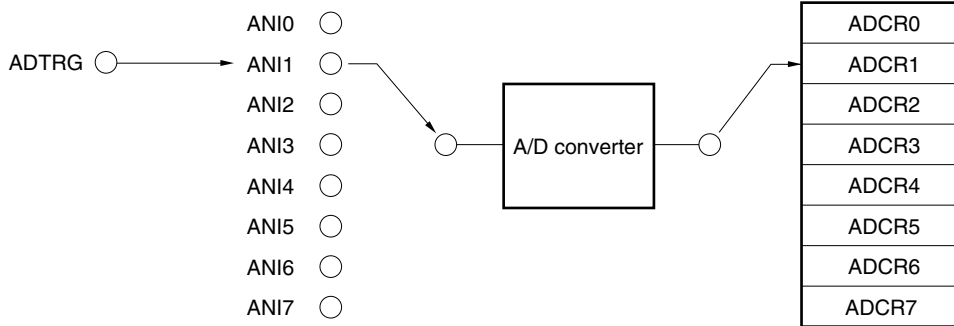 ANI0
ADCR0
ADTRG
ANI1
ADCR1
ANI2
ADCR2
ANI3
A/D converter
ADCR3
ANI4
ADCR4
ANI5
ADCR5
ANI6
ADCR6
ANI7
ADCR7